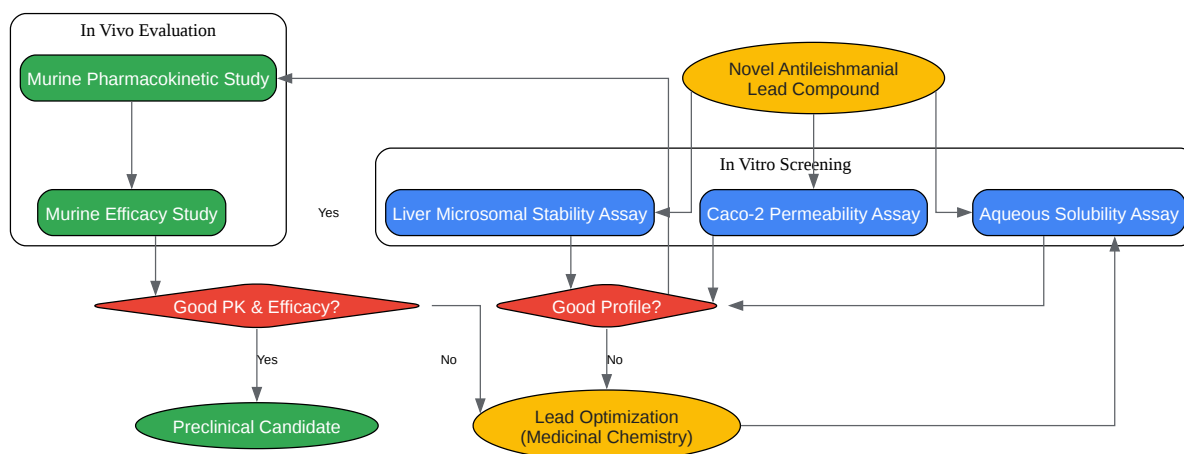 In Vivo Evaluation
Murine Pharmacokinetic Study
Novel Antileishmanial
Lead Compound
In Vitro Screening
Murine Efficacy Study
Yes
Liver Microsomal Stability Assay
Caco-2 Permeability Assay
Aqueous Solubility Assay
Good PK & Efficacy?
Good Profile?
Yes
No
No
Preclinical Candidate
Lead Optimization
(Medicinal Chemistry)